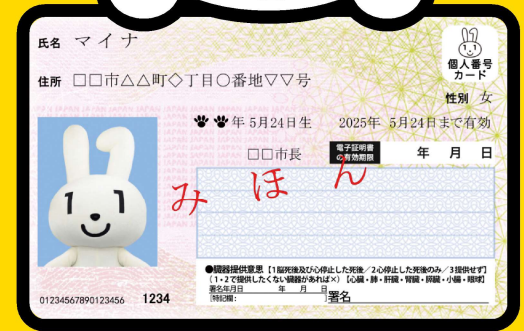 氏名 マイナ
個人番号
カード
住所 □□市△△町◇丁目○番地▽▽号
性別 女
年 5月24日生 2025年 5月24日まで有効
□□市長
電子証明書
の有効期限
年 月 日
みほん
●臓器提供意思【1脳死後及び心停止した死後／2心停止した死後のみ／3提供せず】
（1・2で提供したくない臓器があれば×）【心臓・肺・肝臓・腎臓・膵臓・小腸・眼球】
署名年月日 年 月 日
［特記欄： ］署名
0123456789012345​6 1234